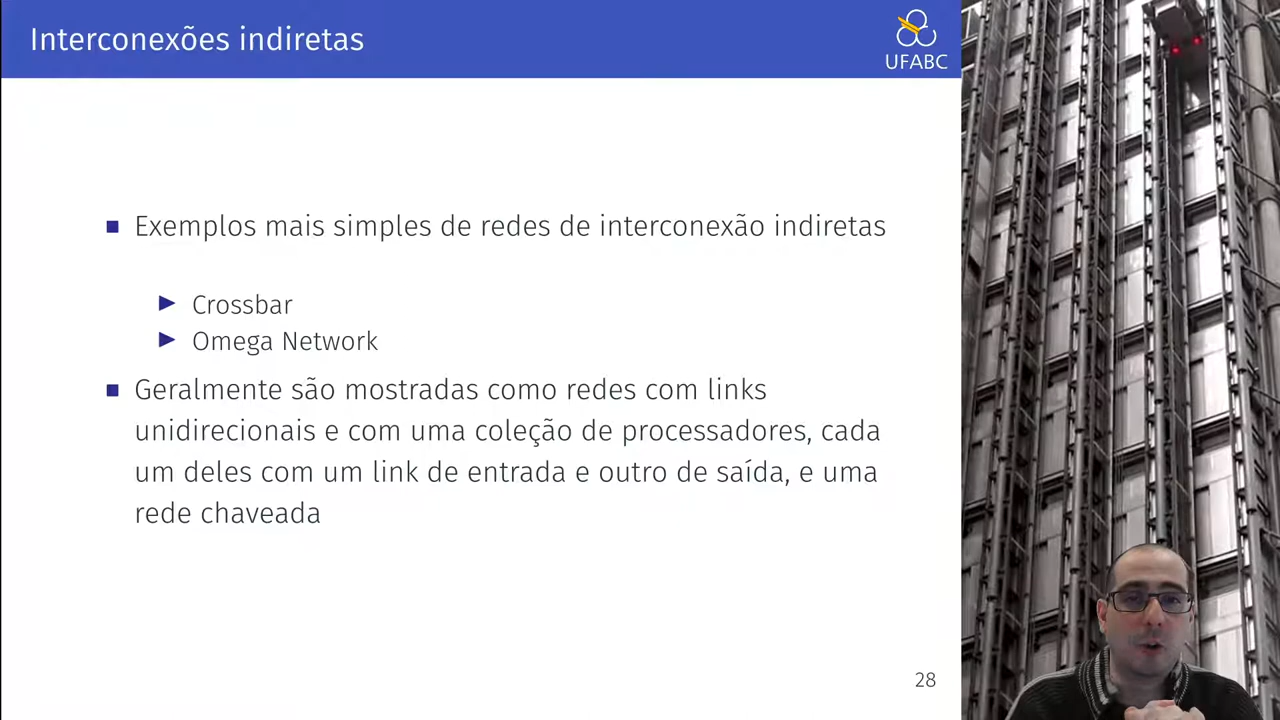 Interconexões indiretas
UFABC
Exemplos mais simples de redes de interconexão indiretas
Crossbar
Omega Network
Geralmente são mostradas como redes com links
unidirecionais e com uma coleção de processadores, cada
um deles com um link de entrada e outro de saída, e uma
rede chaveada
28